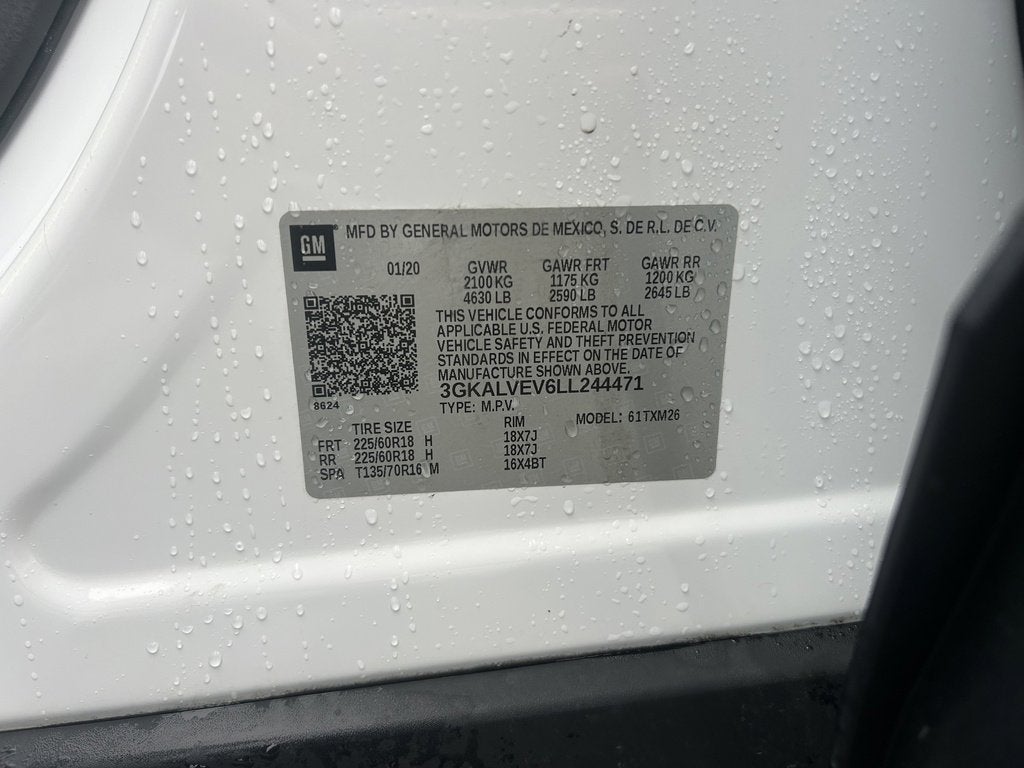 GM® MFD BY GENERAL MOTORS DE MEXICO, S. DE R.L. DE C.V.
01/20 GVWR GAWR FRT GAWR RR
2100 KG 1175 KG 1200 KG
4630 LB 2590 LB 2645 LB
THIS VEHICLE CONFORMS TO ALL
APPLICABLE U.S. FEDERAL MOTOR
VEHICLE SAFETY AND THEFT PREVENTION
STANDARDS IN EFFECT ON THE DATE OF
MANUFACTURE SHOWN ABOVE.
3GKALVEV6LL244471
8624
TYPE: M.P.V. MODEL: 61TXM26
TIRE SIZE RIM
FRT 225/60R18 H 18X7J
RR 225/60R18 H 18X7J
SPA T135/70R16 M 16X4BT